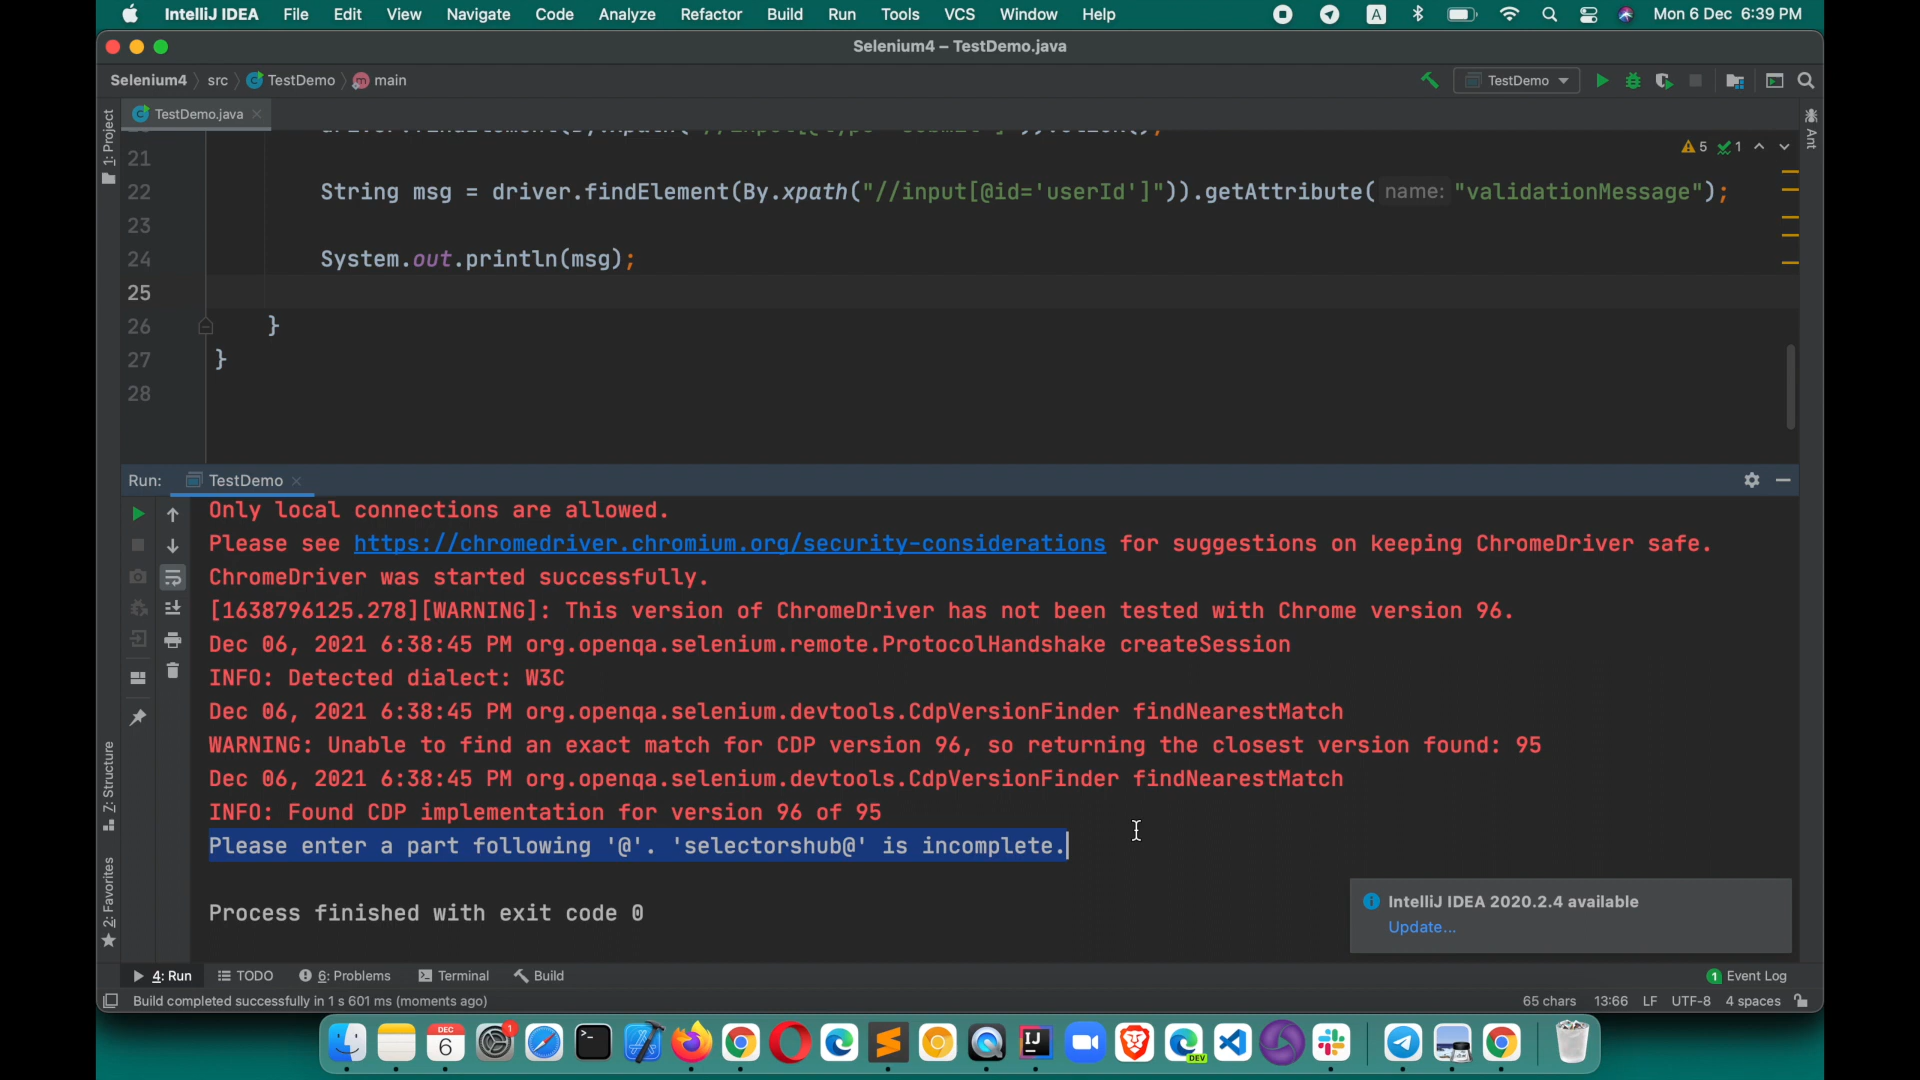 IntelliJ IDEA File Edit View Navigate Code Analyze Refactor Build Run Tools VCS Window Help A Mon 6 Dec 6:39 PM
Selenium4 – TestDemo.java
Selenium4 src TestDemo m main TestDemo
TestDemo.java
1: Project
Ant
5 1
21
22 String msg = driver.findElement(By.xpath("//input[@id='userId']")).getAttribute( name: "validationMessage");
23
24 System.out.println(msg);
25
26 }
27 }
28
Run: TestDemo
Only local connections are allowed.
Please see https://chromedriver.chromium.org/security-considerations for suggestions on keeping ChromeDriver safe.
ChromeDriver was started successfully.
[1638796125.278][WARNING]: This version of ChromeDriver has not been tested with Chrome version 96.
Dec 06, 2021 6:38:45 PM org.openqa.selenium.remote.ProtocolHandshake createSession
INFO: Detected dialect: W3C
Dec 06, 2021 6:38:45 PM org.openqa.selenium.devtools.CdpVersionFinder findNearestMatch
WARNING: Unable to find an exact match for CDP version 96, so returning the closest version found: 95
Dec 06, 2021 6:38:45 PM org.openqa.selenium.devtools.CdpVersionFinder findNearestMatch
INFO: Found CDP implementation for version 96 of 95
Please enter a part following '@'. 'selectorshub@' is incomplete.
Process finished with exit code 0
Z: Structure
2: Favorites
IntelliJ IDEA 2020.2.4 available
Update...
4: Run TODO 6: Problems Terminal Build 1 Event Log
Build completed successfully in 1 s 601 ms (moments ago) 65 chars 13:66 LF UTF-8 4 spaces
DEC
6
1
IJ
DEV